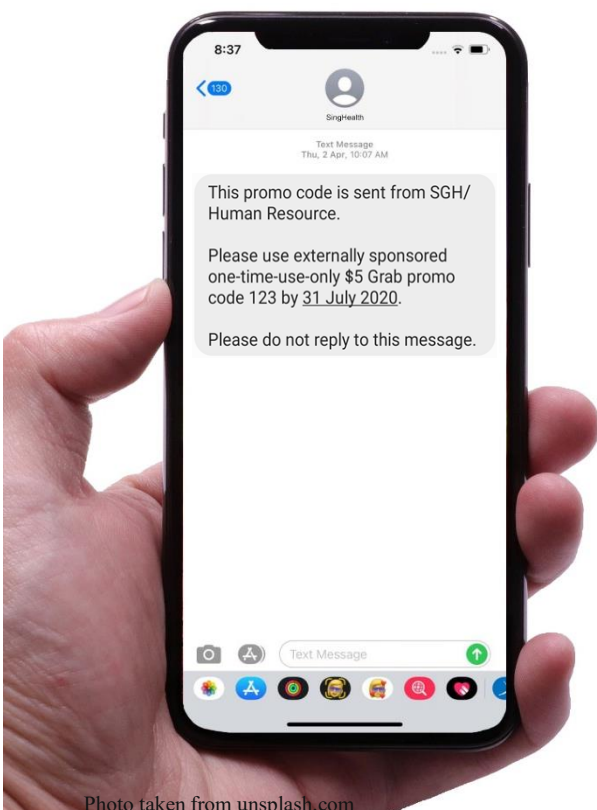 8:37
130
SingHealth
Text Message
Thu, 2 Apr, 10:07 AM
This promo code is sent from SGH/
Human Resource.
Please use externally sponsored
one-time-use-only $5 Grab promo
code 123 by 31 July 2020.
Please do not reply to this message.
Text Message
Photo taken from unsplash.com